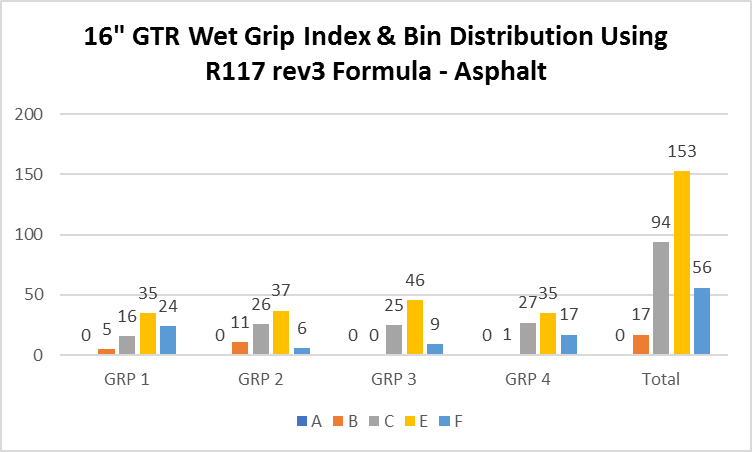 16" GTR Wet Grip Index & Bin Distribution Using
R117 rev3 Formula - Asphalt
200
150
100
50
0
0 5 16 35 24
0 11 26 37 6
0 0 25 46 9
0 1 27 35 17
0 17 94 153 56
GRP 1 GRP 2 GRP 3 GRP 4 Total
A B C E F